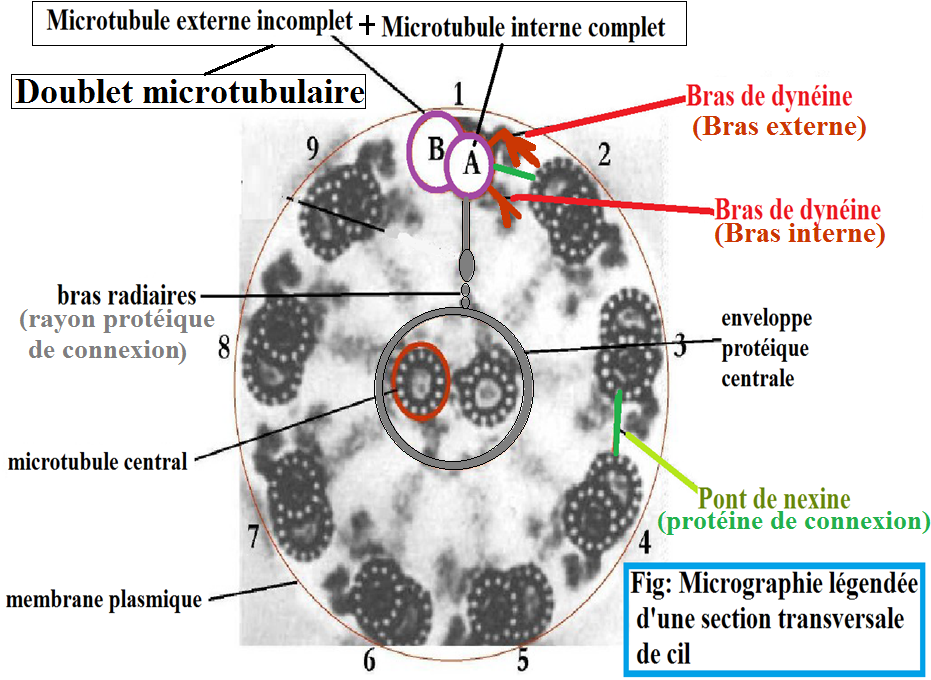 Microtubule externe incomplet + Microtubule interne complet
Doublet microtubulaire
1
Bras de dynéine
(Bras externe)
B
A
9
2
Bras de dynéine
(Bras interne)
bras radiaires
(rayon protéique
de connexion)
8
enveloppe
protéique
centrale
3
microtubule central
Pont de nexine
(protéine de connexion)
7
4
membrane plasmique
Fig: Micrographie légendée
d'une section transversale
de cil
6
5